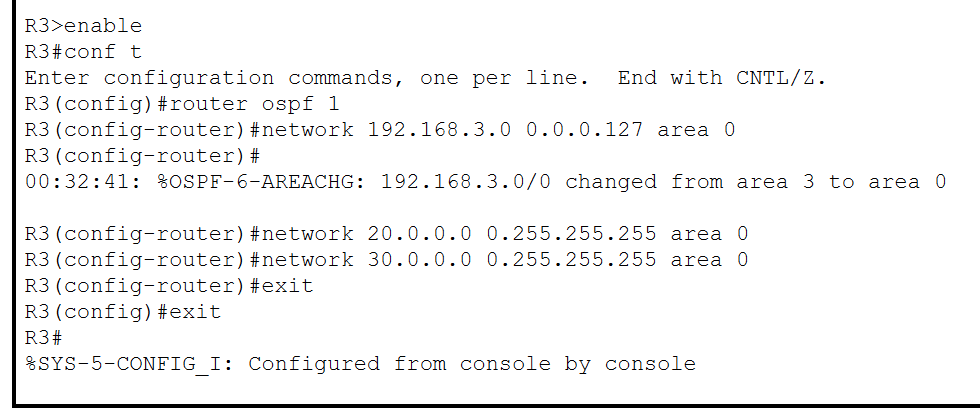 R3>enable
R3#conf t
Enter configuration commands, one per line.  End with CNTL/Z.
R3(config)#router ospf 1
R3(config-router)#network 192.168.3.0 0.0.0.127 area 0
R3(config-router)#
00:32:41: %OSPF-6-AREACHG: 192.168.3.0/0 changed from area 3 to area 0
R3(config-router)#network 20.0.0.0 0.255.255.255 area 0
R3(config-router)#network 30.0.0.0 0.255.255.255 area 0
R3(config-router)#exit
R3(config)#exit
R3#
%SYS-5-CONFIG_I: Configured from console by console